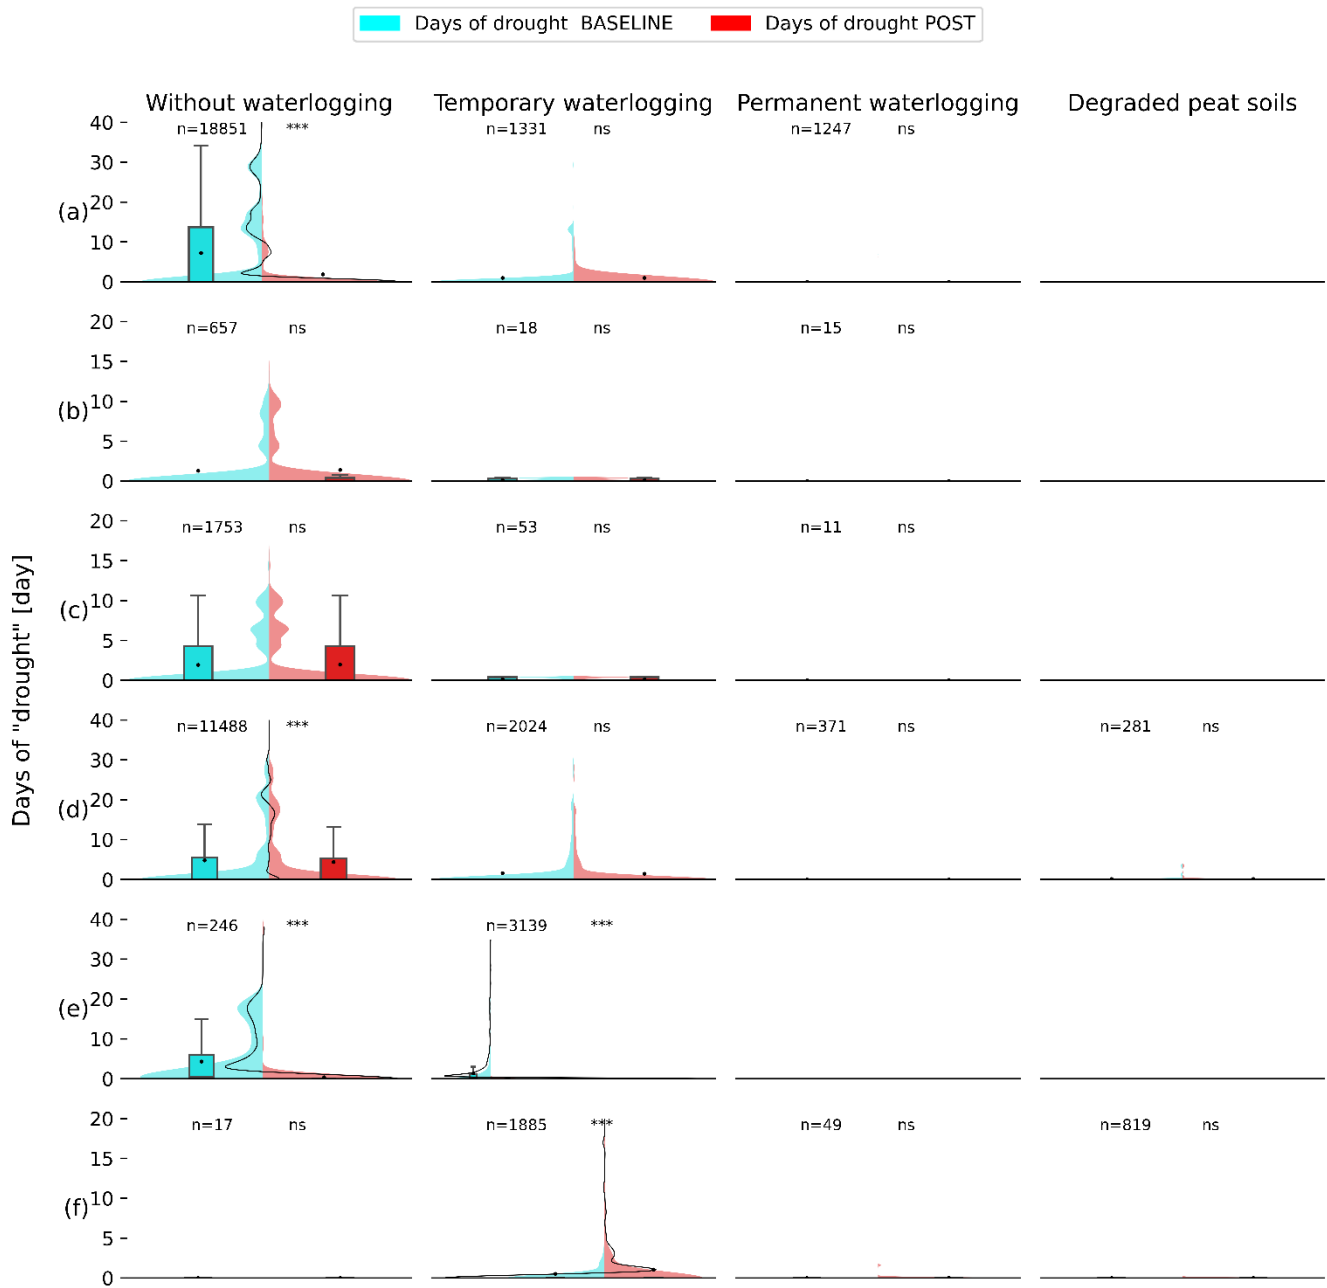 Days of drought  BASELINE Days of drought POST
Without waterlogging Temporary waterlogging Permanent waterlogging Degraded peat soils
Days of "drought" [day]
(a)
40
30
20
10
0
n=18851 *** n=1331 ns n=1247 ns
(b)
20
15
10
5
0
n=657 ns n=18 ns n=15 ns
(c)
20
15
10
5
0
n=1753 ns n=53 ns n=11 ns
(d)
40
30
20
10
0
n=11488 *** n=2024 ns n=371 ns n=281 ns
(e)
40
30
20
10
0
n=246 *** n=3139 ***
(f)
20
15
10
5
0
n=17 ns n=1885 *** n=49 ns n=819 ns